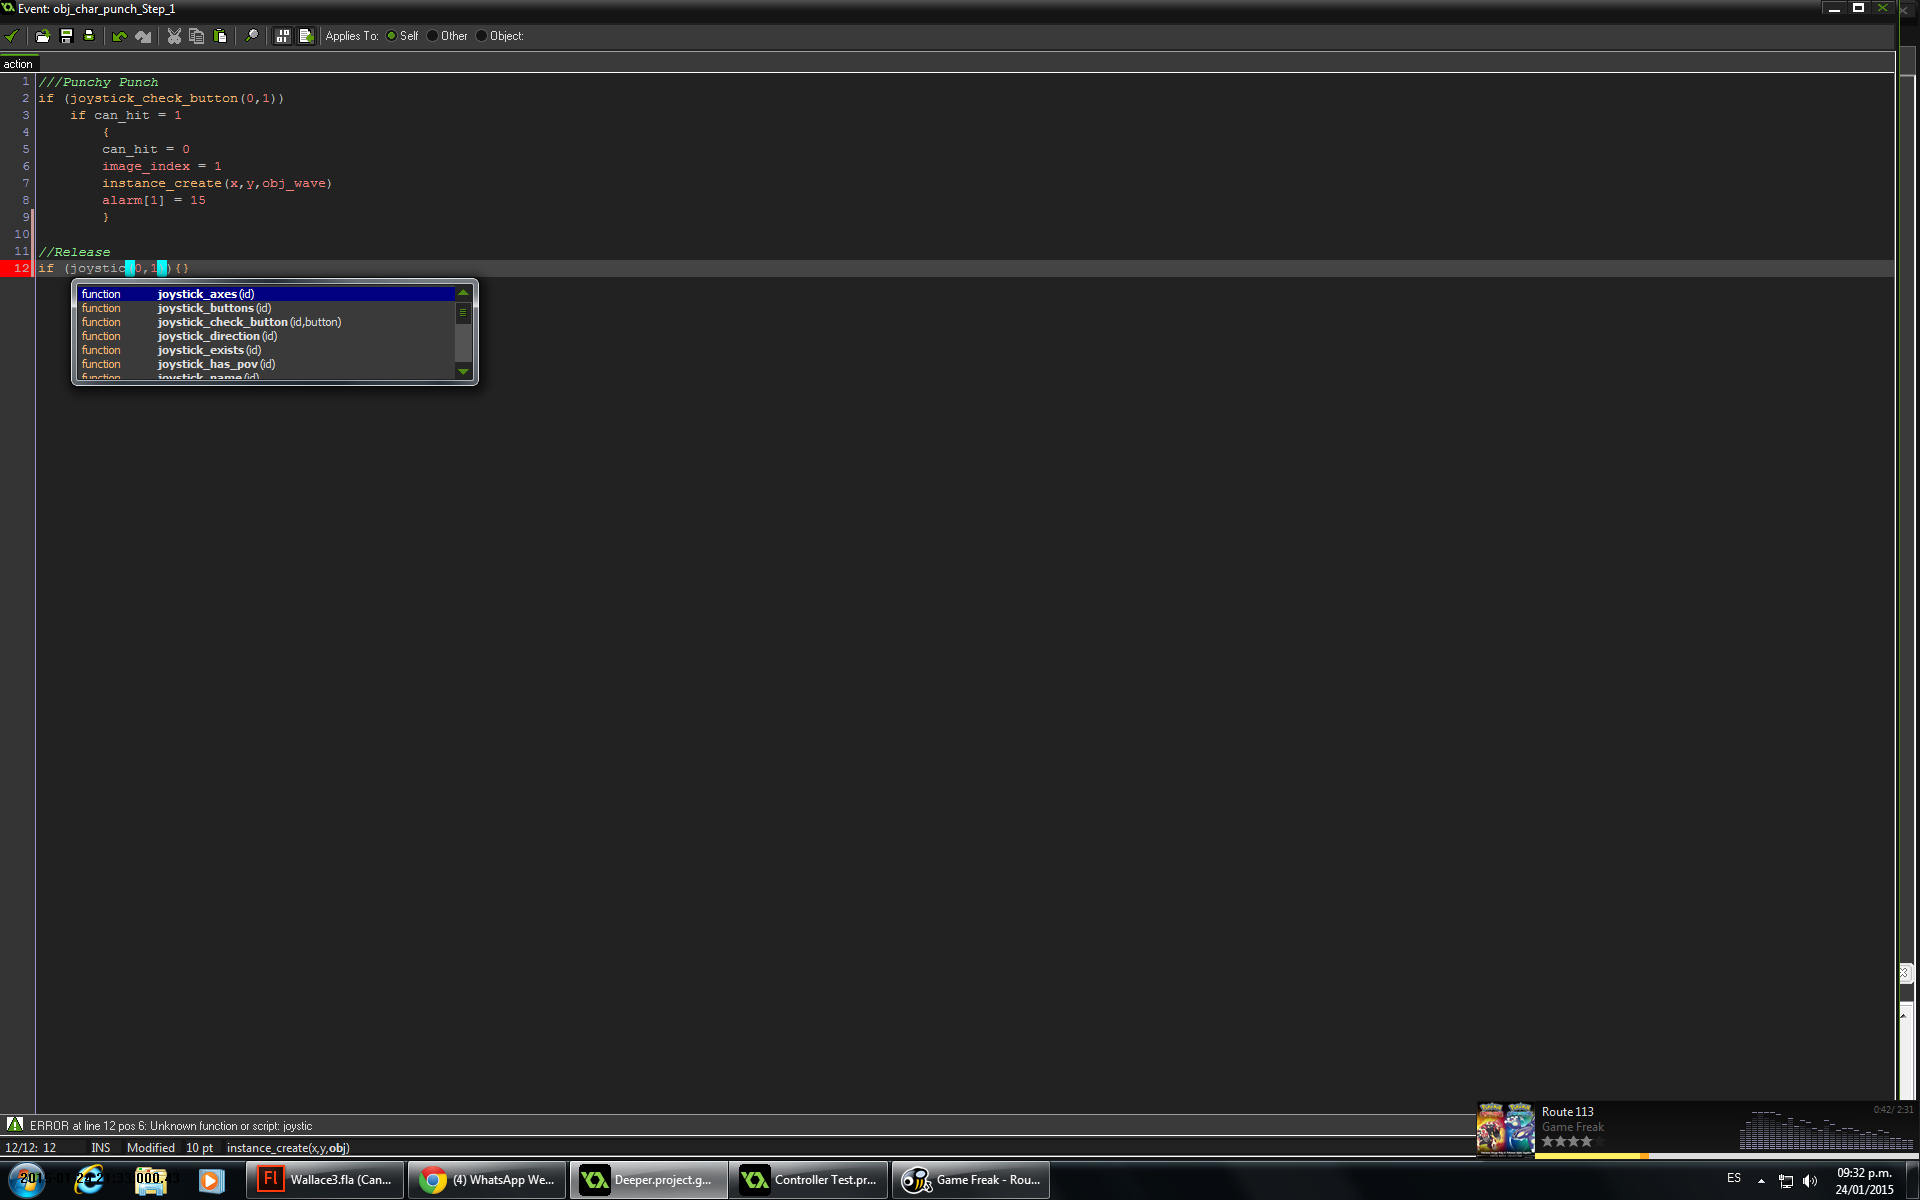 Event: obj_char_punch_Step_1
Applies To: Self Other Object:
action
1 ///Punchy Punch
2 if (joystick_check_button(0,1))
3 if can_hit = 1
4 {
5 can_hit = 0
6 image_index = 1
7 instance_create(x,y,obj_wave)
8 alarm[1] = 15
9 }
10
11 //Release
12 if (joystic(0,1)){}
function joystick_axes(id)
function joystick_buttons(id)
function joystick_check_button(id,button)
function joystick_direction(id)
function joystick_exists(id)
function joystick_has_pov(id)
function joystick_name(id)
ERROR at line 12 pos 6: Unknown function or script: joystic
12/12: 12 INS Modified 10 pt instance_create(x,y,obj)
Route 113
0:42/ 2:31
Game Freak
Fl Wallace3.fla (Can...
(4) WhatsApp We...
Deeper.project.g...
Controller Test.pr...
Game Freak - Rou...
ES
09:32 p.m.
24/01/2015